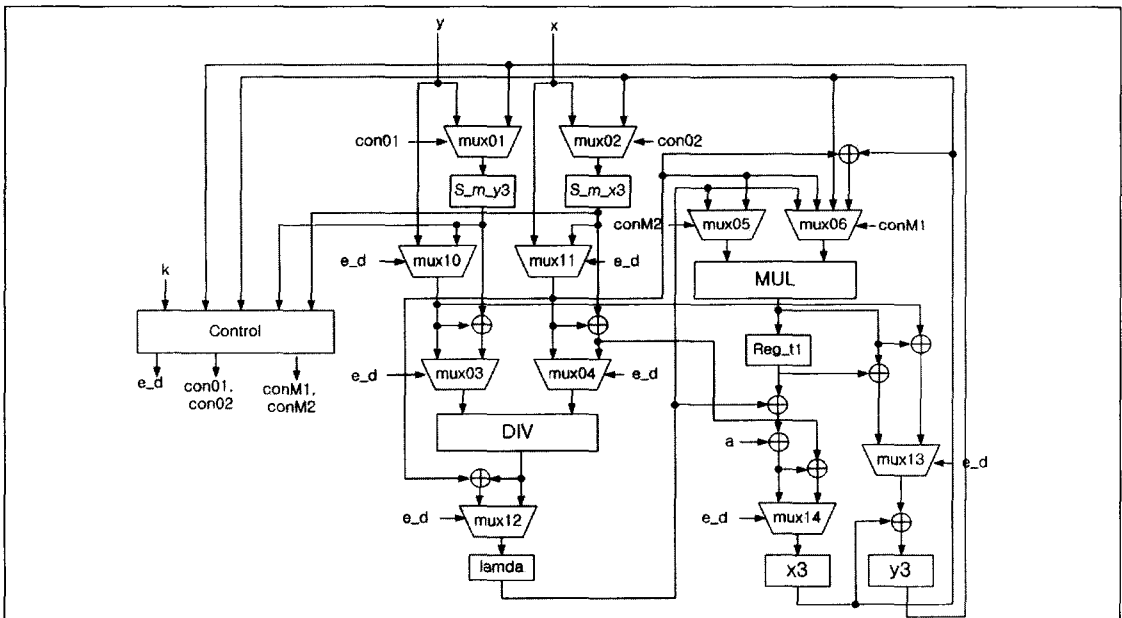 y x
con01 mux01 mux02 con02
S_m_y3 S_m_x3
conM2 mux05 mux06 conM1
e_d mux10 mux11 e_d
k
MUL
Control
Reg_t1
e_d con01, con02 conM1, conM2
e_d mux03 mux04 e_d
DIV
a
mux13 e_d
e_d mux12
e_d mux14
lamda
x3 y3